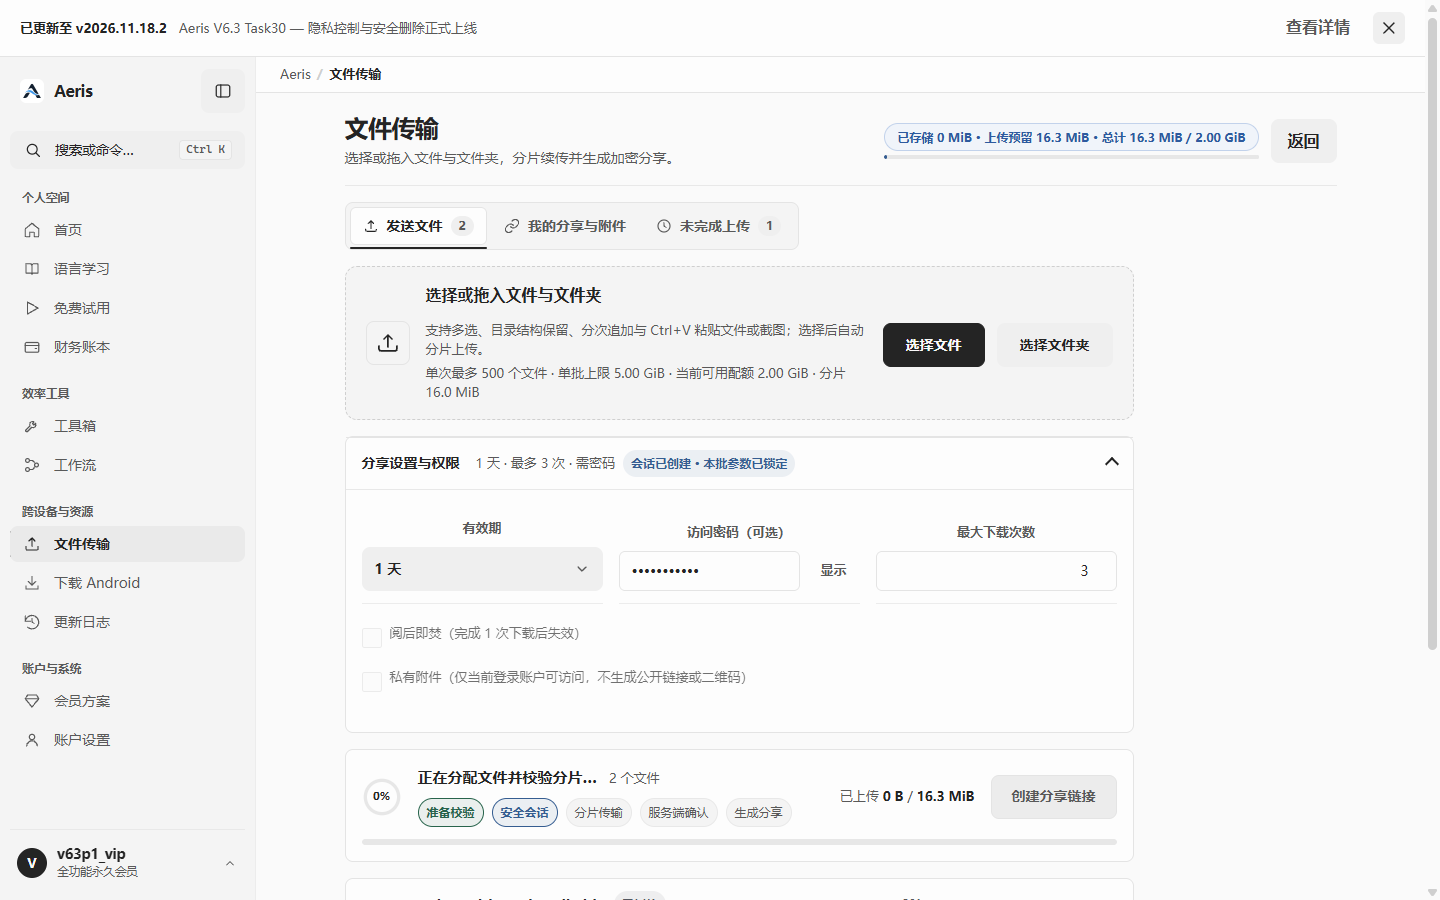 已更新至 v2026.11.18.2 Aeris V6.3 Task30 — 隐私控制与安全删除正式上线
查看详情
Aeris
搜索或命令... Ctrl K
个人空间
首页
语言学习
免费试用
财务账本
效率工具
工具箱
工作流
跨设备与资源
文件传输
下载 Android
更新日志
账户与系统
会员方案
账户设置
V
v63p1_vip
全功能永久会员
Aeris / 文件传输
文件传输
选择或拖入文件与文件夹，分片续传并生成加密分享。
已存储 0 MiB • 上传预留 16.3 MiB • 总计 16.3 MiB / 2.00 GiB
返回
发送文件 2
我的分享与附件
未完成上传 1
选择或拖入文件与文件夹
支持多选、目录结构保留、分次追加与 Ctrl+V 粘贴文件或截图；选择后自动
分片上传。
单次最多 500 个文件 · 单批上限 5.00 GiB · 当前可用配额 2.00 GiB · 分片
16.0 MiB
选择文件
选择文件夹
分享设置与权限 1 天 · 最多 3 次 · 需密码 会话已创建 • 本批参数已锁定
有效期
1 天
访问密码（可选）
•••••••••••
显示
最大下载次数
3
阅后即焚（完成 1 次下载后失效）
私有附件（仅当前登录账户可访问，不生成公开链接或二维码）
0%
正在分配文件并校验分片... 2 个文件
准备校验 安全会话 分片传输 服务端确认 生成分享
已上传 0 B / 16.3 MiB
创建分享链接